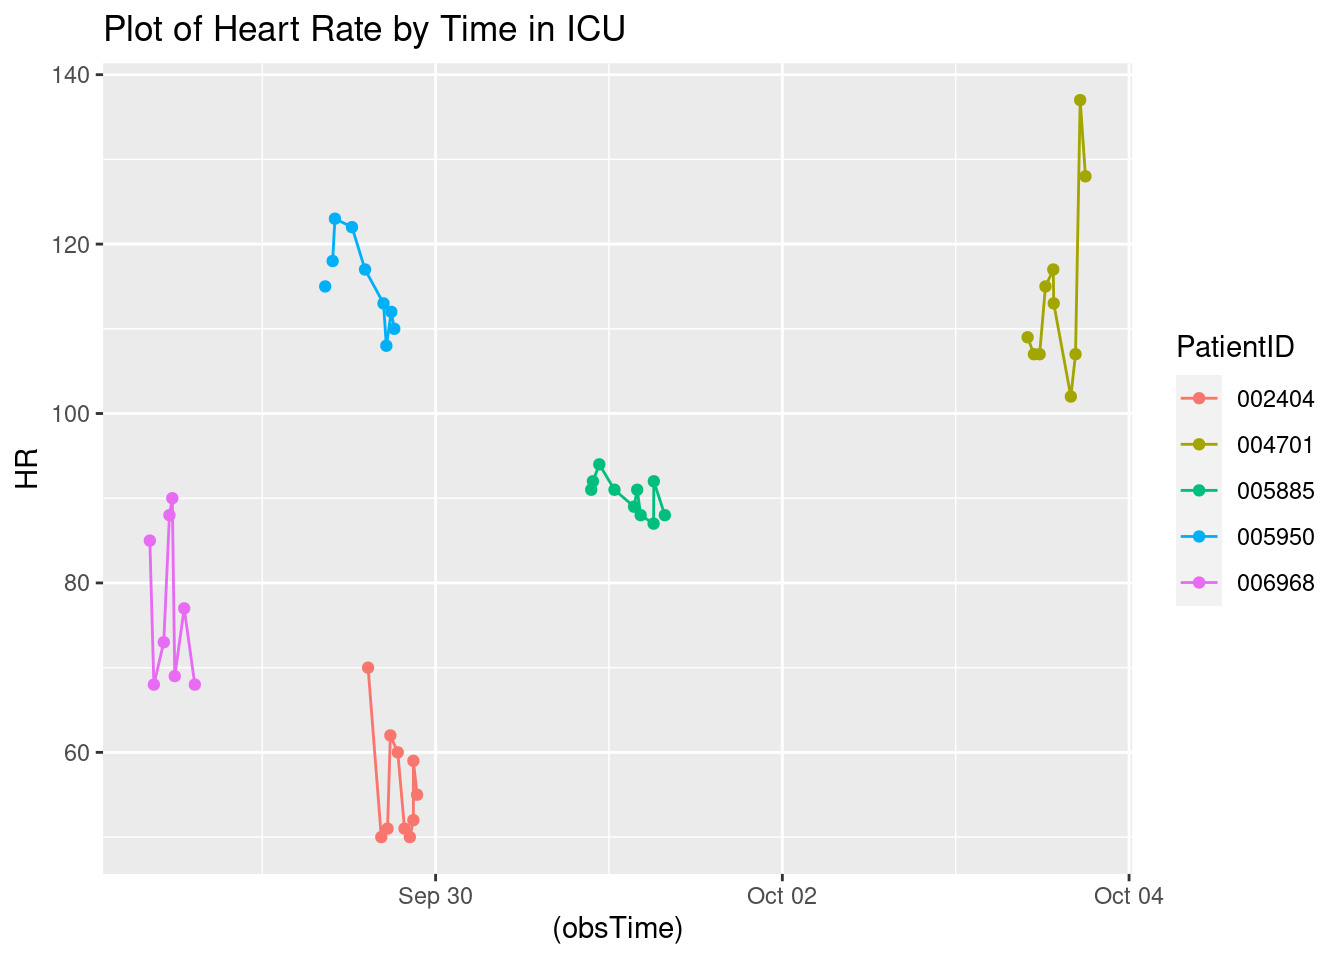 Plot of Heart Rate by Time in ICU
140
120
100
80
60
HR
Sep 30
Oct 02
Oct 04
(obsTime)
PatientID
002404
004701
005885
005950
006968